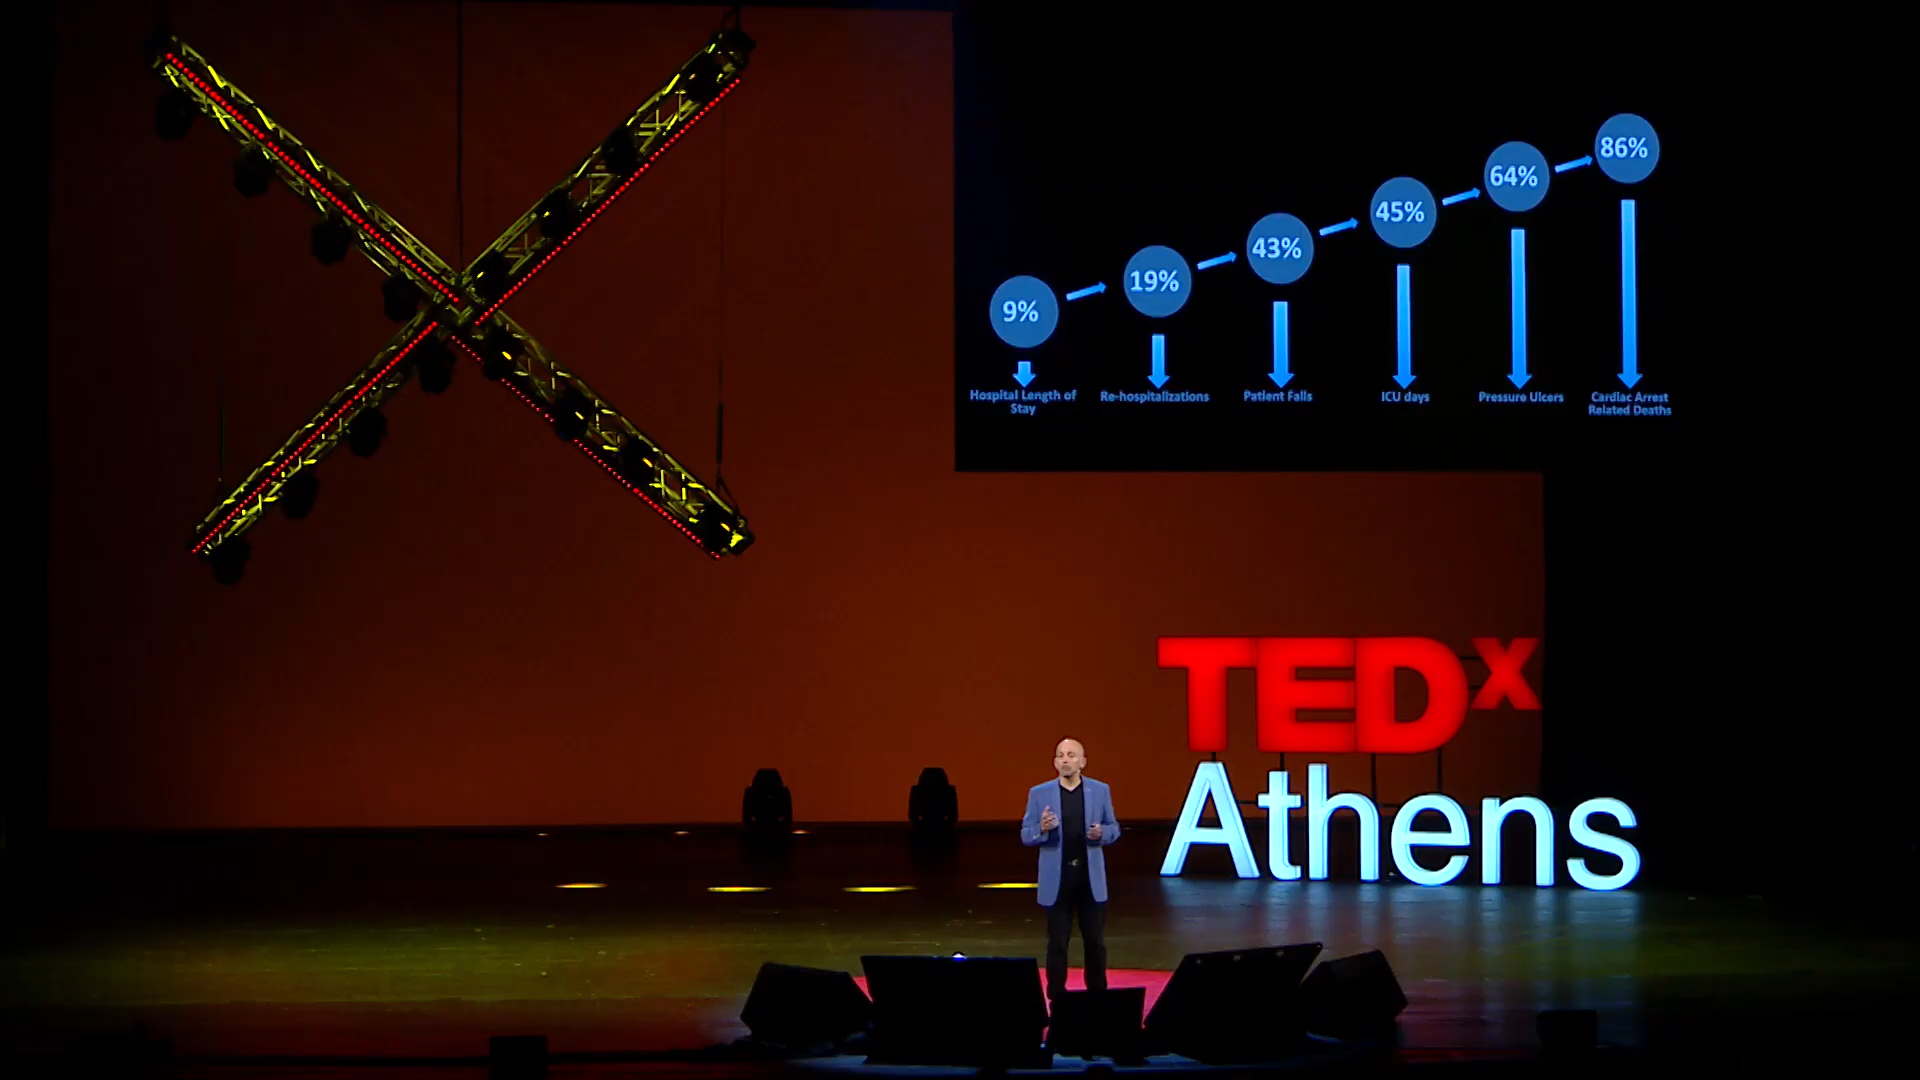 9%
19%
43%
45%
64%
86%
Hospital Length of
Stay
Re-hospitalizations
Patient Falls
ICU days
Pressure Ulcers
Cardiac Arrest
Related Deaths
TEDx
Athens